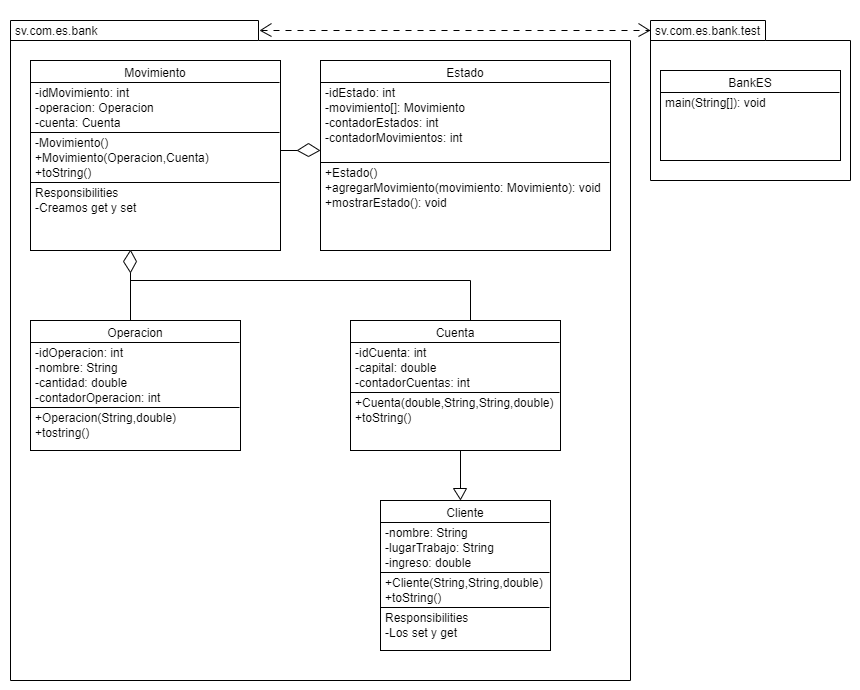 sv.com.es.bank
sv.com.es.bank.test
Movimiento
-idMovimiento: int
-operacion: Operacion
-cuenta: Cuenta
-Movimiento()
+Movimiento(Operacion,Cuenta)
+toString()
Responsibilities
-Creamos get y set
Estado
-idEstado: int
-movimiento[]: Movimiento
-contadorEstados: int
-contadorMovimientos: int
+Estado()
+agregarMovimiento(movimiento: Movimiento): void
+mostrarEstado(): void
BankES
main(String[]): void
Operacion
-idOperacion: int
-nombre: String
-cantidad: double
-contadorOperacion: int
+Operacion(String,double)
+tostring()
Cuenta
-idCuenta: int
-capital: double
-contadorCuentas: int
+Cuenta(double,String,String,double)
+toString()
Cliente
-nombre: String
-lugarTrabajo: String
-ingreso: double
+Cliente(String,String,double)
+toString()
Responsibilities
-Los set y get